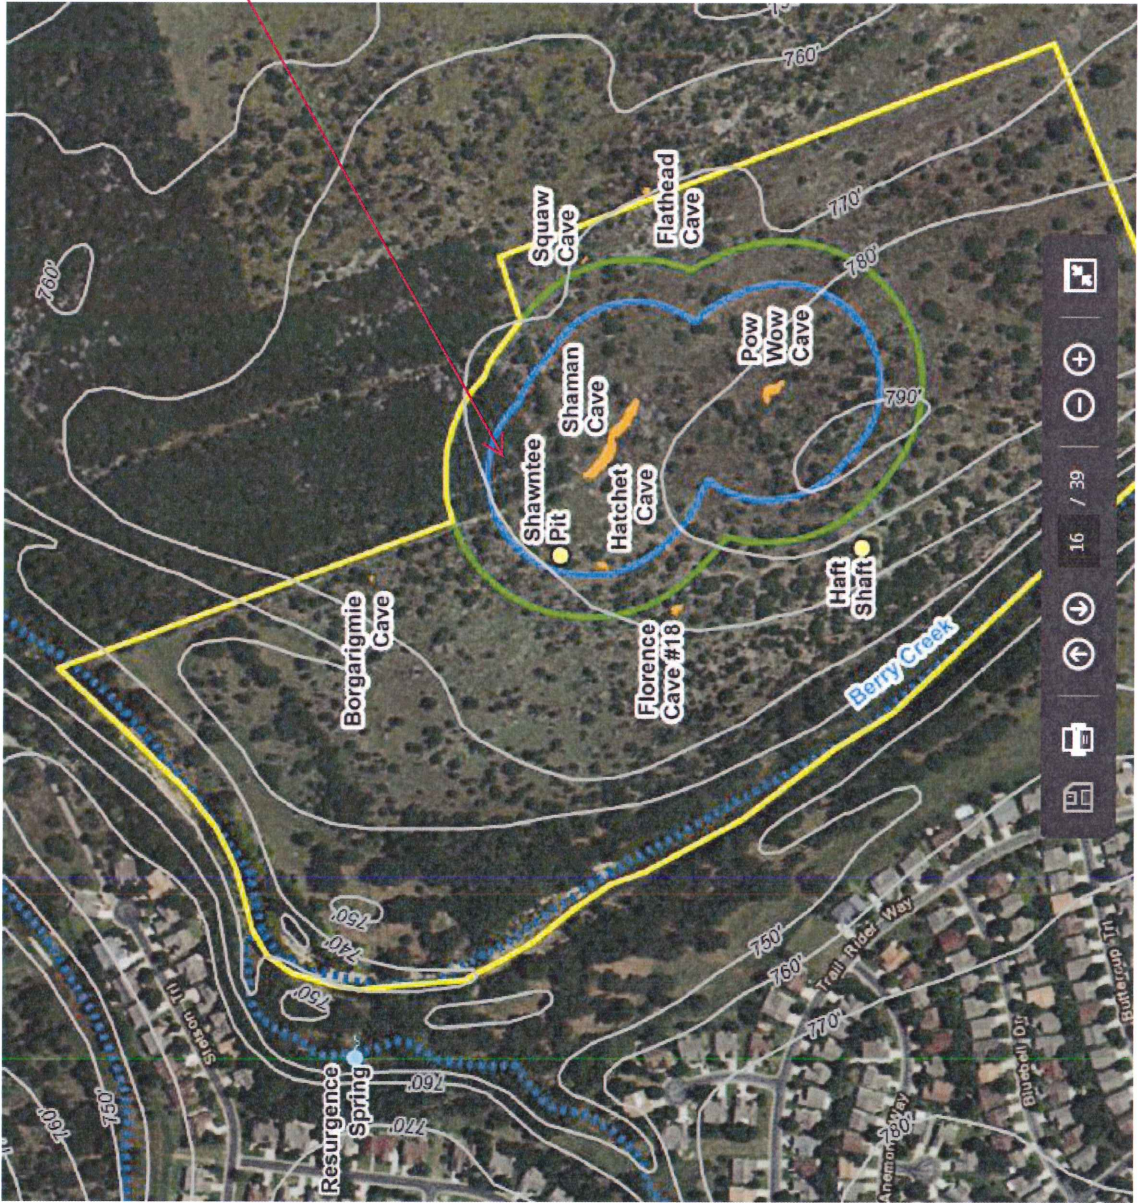 760'
760'
Squaw
Cave
Flathead
Cave
770'
780'
Pow
Wow
Cave
790'
Shaman
Cave
Shawntee
Pit
Hatchet
Cave
Borgarigmie
Cave
Florence
Cave #18
Haft
Shaft
Berry Creek
750'
740'
750'
750'
760'
770'
Trail Rider Way
Stetson Trl
Resurgence
Spring
760'
770'
750'
760'
780'
Anemone Way
Bluebell Dr
Buttercup Trl
16 / 39